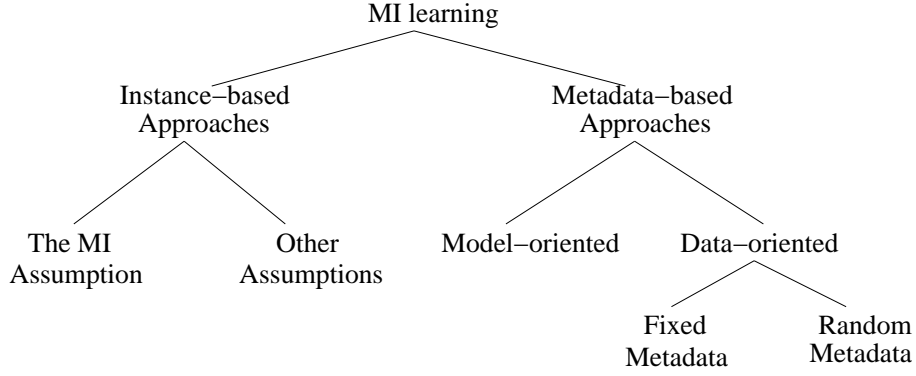 MI learning
Instance−based
Approaches
Metadata−based
Approaches
The MI
Assumption
Other
Assumptions
Model−oriented
Data−oriented
Fixed
Metadata
Random
Metadata